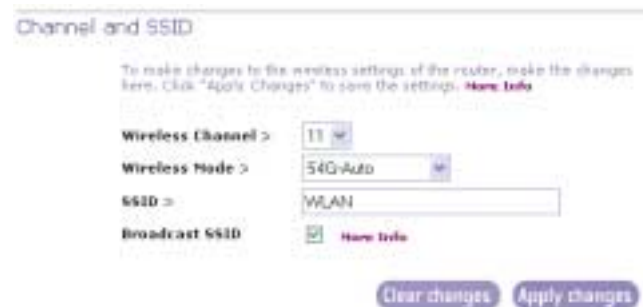 Channel and SSID
To make changes to the wireless settings of the router, make the changes
here. Click "Apply Changes" to save the settings. More Info
Wireless Channel > 11
Wireless Mode > 54G-Auto
SSID > WLAN
Broadcast SSID More Info
Clear changes Apply changes